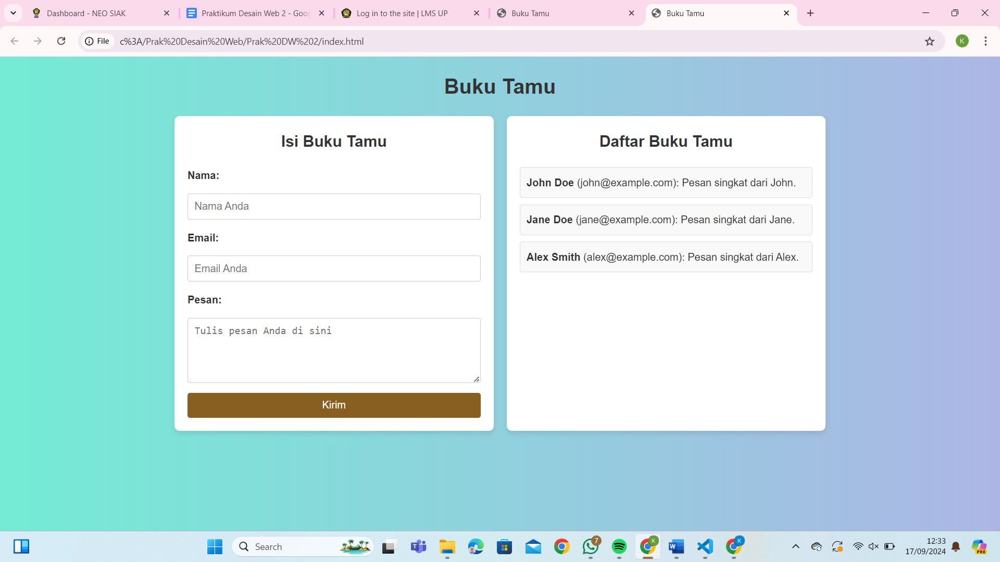 Dashboard - NEO SIAK
Praktikum Desain Web 2 - Goo
Log in to the site | LMS UP
Buku Tamu
Buku Tamu
File
c%3A/Prak%20Desain%20Web/Prak%20DW%202/index.html
K
Buku Tamu
Isi Buku Tamu
Nama:
Nama Anda
Email:
Email Anda
Pesan:
Tulis pesan Anda di sini
Kirim
Daftar Buku Tamu
John Doe (john@example.com): Pesan singkat dari John.
Jane Doe (jane@example.com): Pesan singkat dari Jane.
Alex Smith (alex@example.com): Pesan singkat dari Alex.
Search
7
K
K
12:33
17/09/2024
PRE